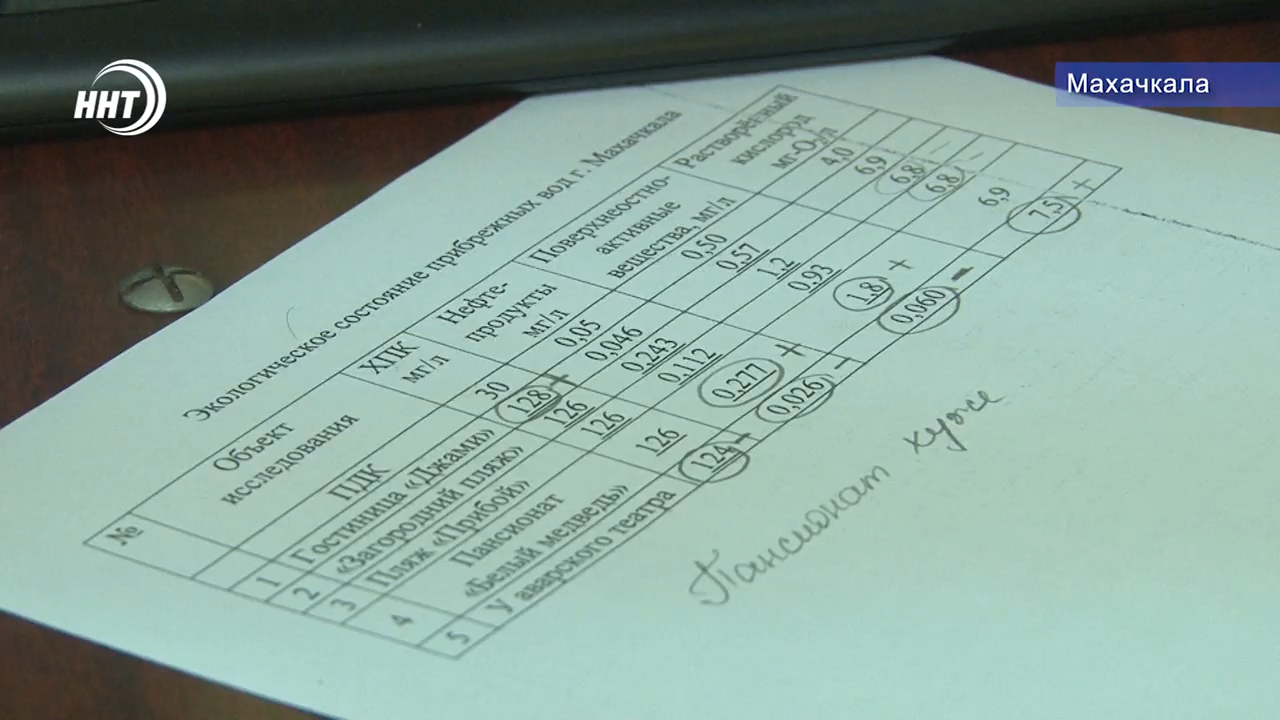 ННТ
Махачкала
Экологическое состояние прибрежных вод г. Махачкала
№ Объект исследования ХПК мг/л Нефте-продукты мг/л Поверхностно-активные вещества, мг/л Растворённый кислород мг-О/л
ПДК 30 0,05 0,50 4,0
1 Гостиница «Джами» 128 + 0,046 0,57 6,9
2 «Загородний пляж» 126 0,243 1,2 6,8 -
3 Пляж «Прибой» 126 0,112 0,93 6,8 -
4 Пансионат «Белый медведь» 126 0,277 + 1,8 + 6,9
5 У аварского театра 124 - 0,026 - 0,060 - 7,5 +
Пансионат хуже